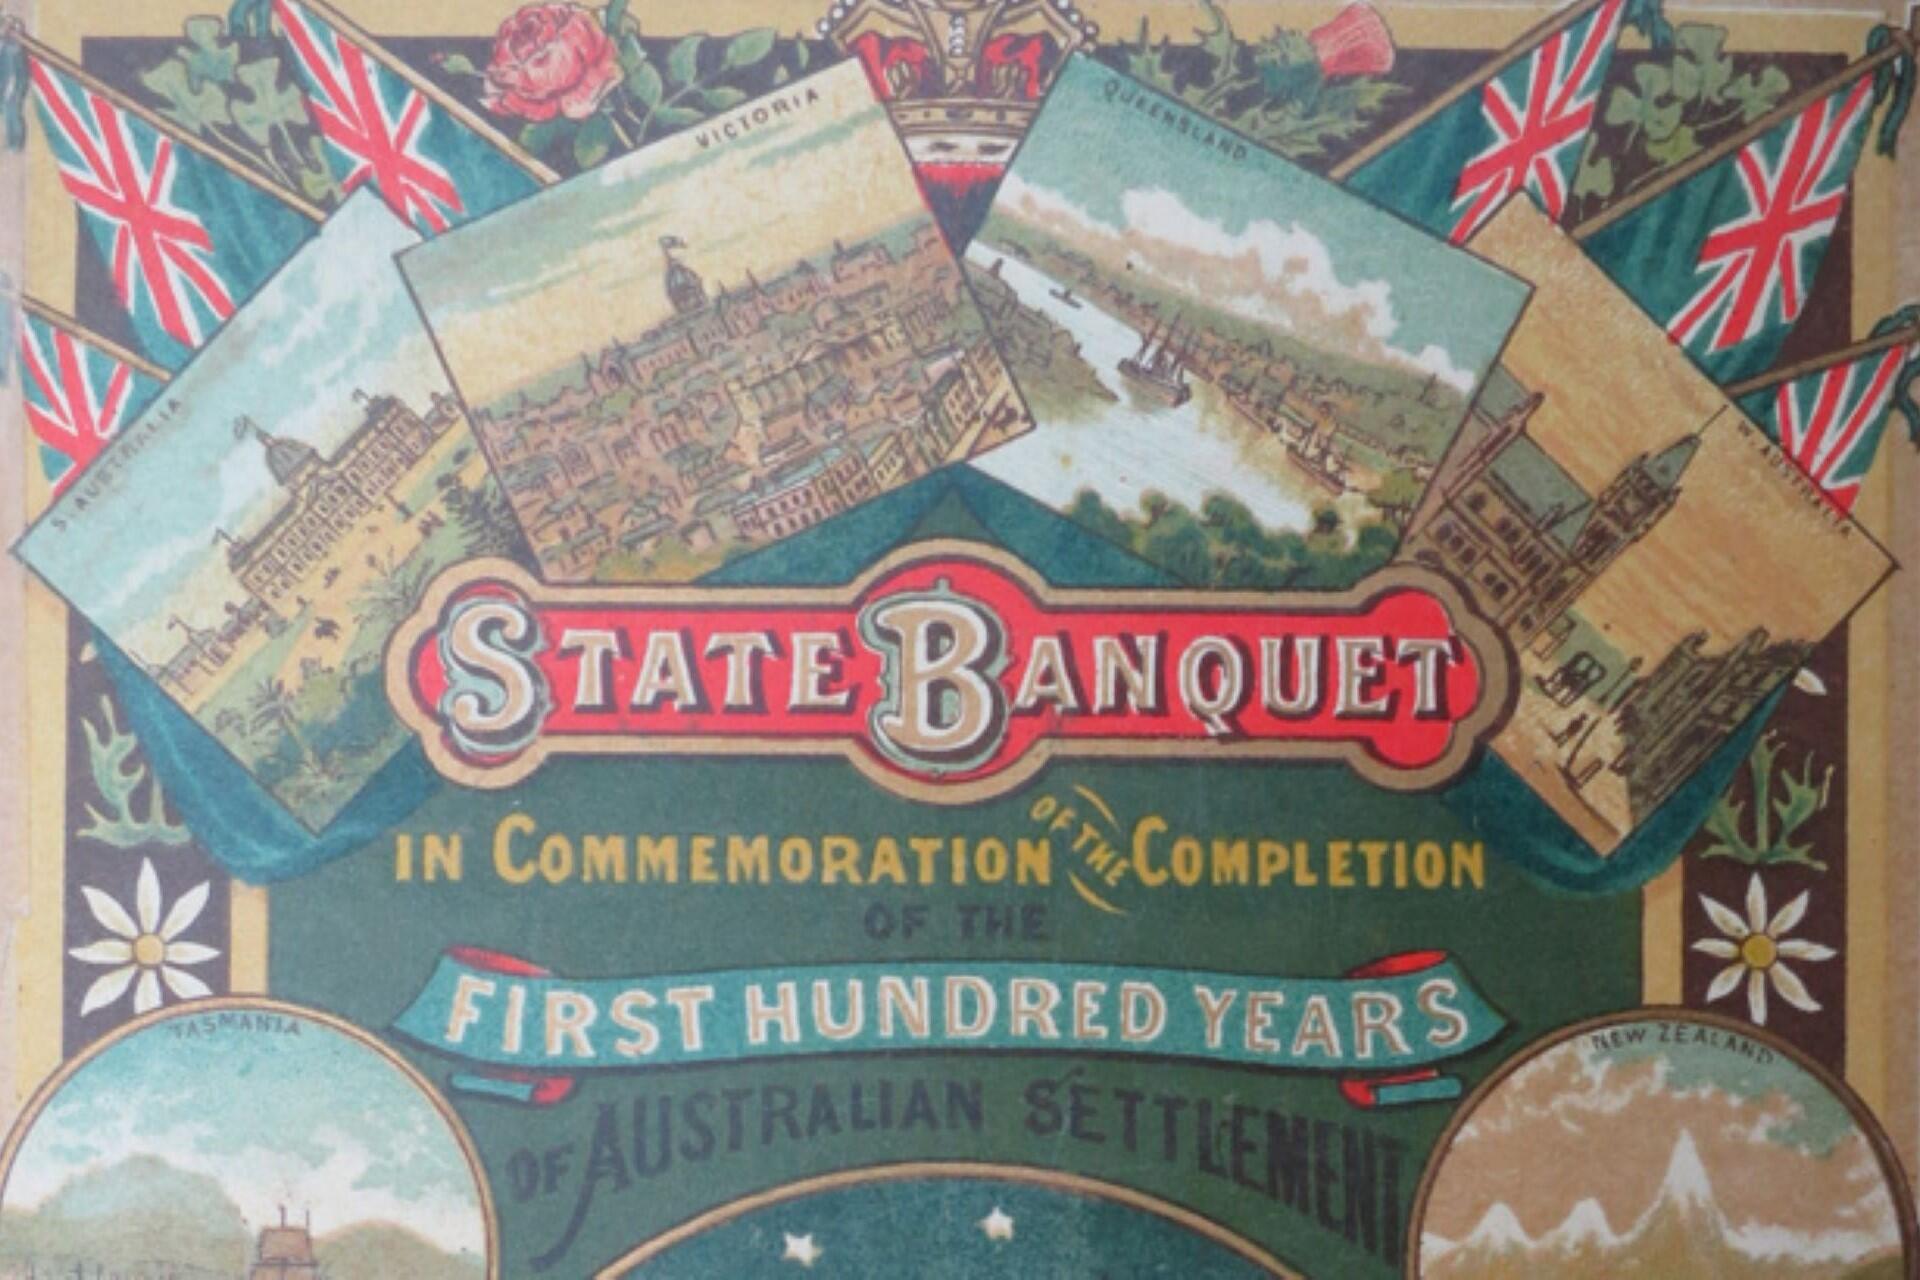 VICTORIA
QUEENSLAND
S. AUSTRALIA
W. AUSTRALIA
STATE BANQUET
IN COMMEMORATION OF THE COMPLETION
OF THE
FIRST HUNDRED YEARS
OF AUSTRALIAN SETTLEMENT
TASMANIA
NEW ZEALAND